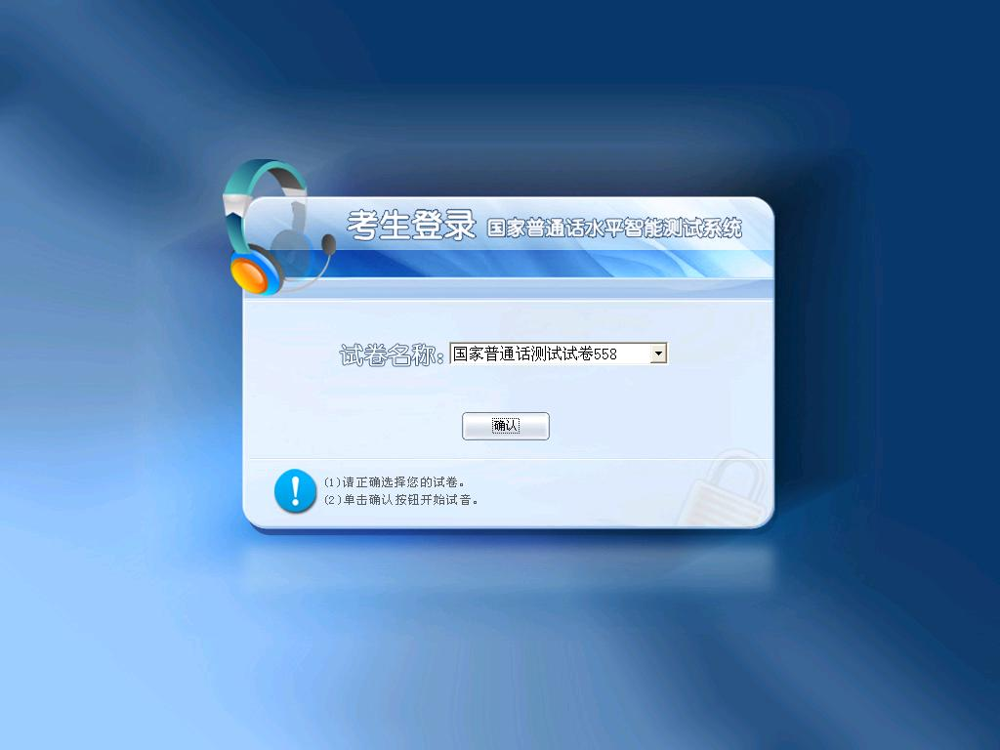 考生登录 国家普通话水平智能测试系统
试卷名称: 国家普通话测试试卷558
确认
(1)请正确选择您的试卷。
(2)单击确认按钮开始试音。